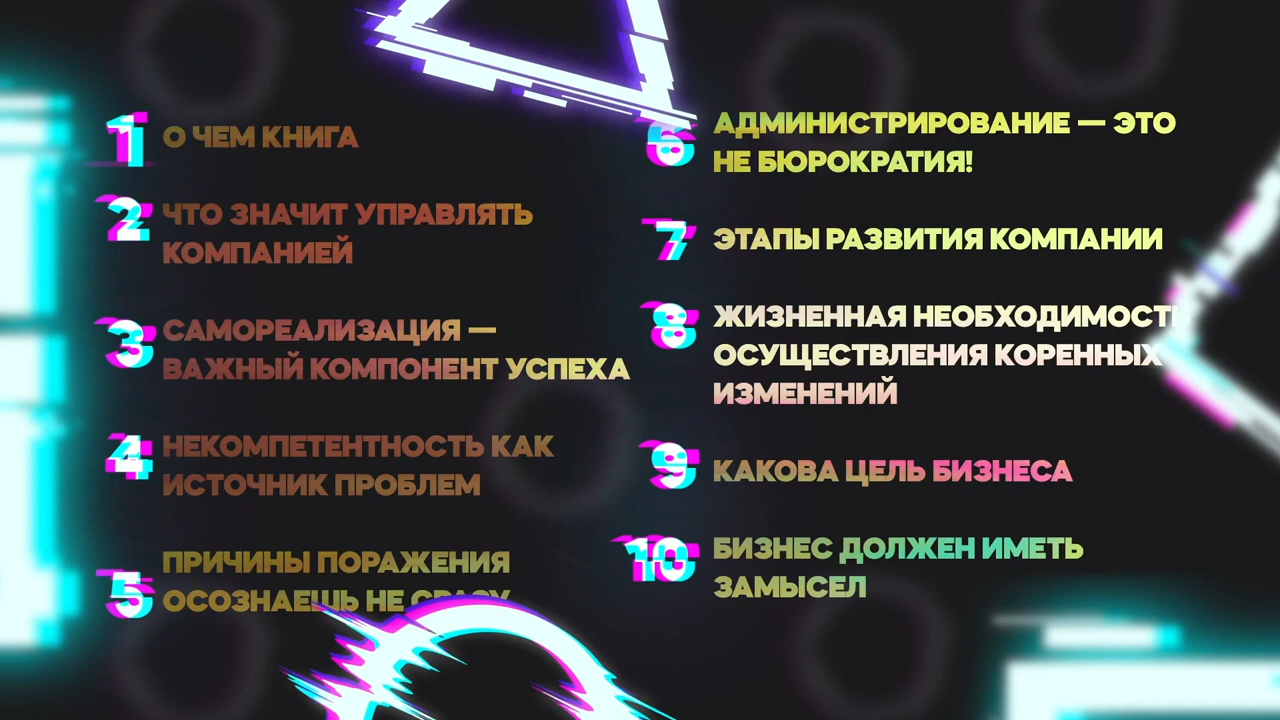 1 О ЧЕМ КНИГА
2 ЧТО ЗНАЧИТ УПРАВЛЯТЬ
КОМПАНИЕЙ
3 САМОРЕАЛИЗАЦИЯ —
ВАЖНЫЙ КОМПОНЕНТ УСПЕХА
4 НЕКОМПЕТЕНТНОСТЬ КАК
ИСТОЧНИК ПРОБЛЕМ
5 ПРИЧИНЫ ПОРАЖЕНИЯ
ОСОЗНАЕШЬ НЕ СРАЗУ
6 АДМИНИСТРИРОВАНИЕ — ЭТО
НЕ БЮРОКРАТИЯ!
7 ЭТАПЫ РАЗВИТИЯ КОМПАНИИ
8 ЖИЗНЕННАЯ НЕОБХОДИМОСТЬ
ОСУЩЕСТВЛЕНИЯ КОРЕННЫХ
ИЗМЕНЕНИЙ
9 КАКОВА ЦЕЛЬ БИЗНЕСА
10 БИЗНЕС ДОЛЖЕН ИМЕТЬ
ЗАМЫСЕЛ